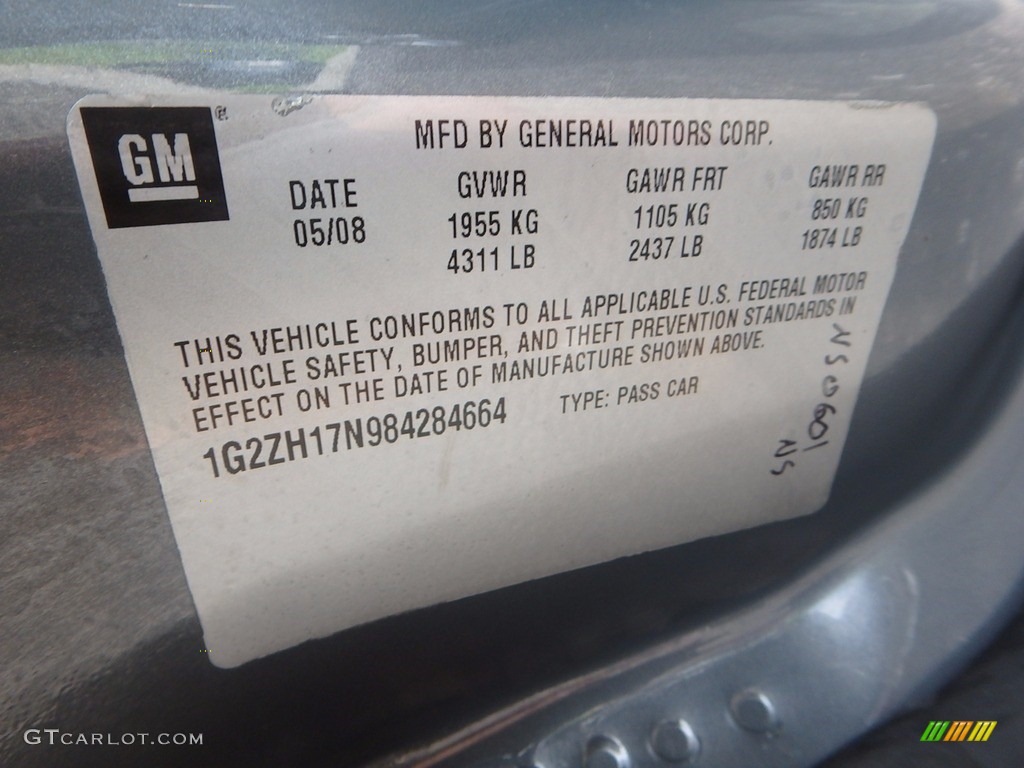 GM
MFD BY GENERAL MOTORS CORP.
DATE GVWR GAWR FRT GAWR RR
05/08 1955 KG 1105 KG 850 KG
4311 LB 2437 LB 1874 LB
THIS VEHICLE CONFORMS TO ALL APPLICABLE U.S. FEDERAL MOTOR
VEHICLE SAFETY, BUMPER, AND THEFT PREVENTION STANDARDS IN
EFFECT ON THE DATE OF MANUFACTURE SHOWN ABOVE.
1G2ZH17N984284664 TYPE: PASS CAR
NS
GTCARLOT.COM